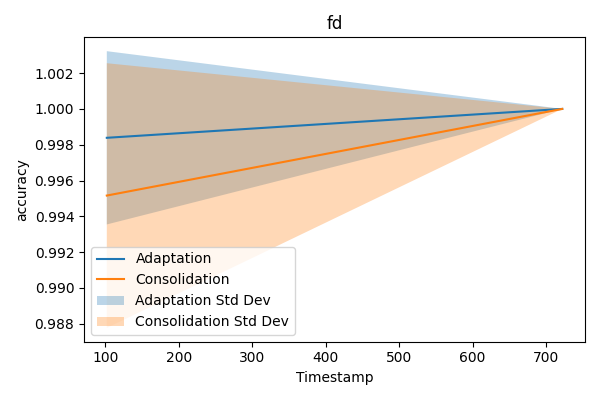 fd
accuracy
1.002
1.000
0.998
0.996
0.994
0.992
0.990
0.988
Adaptation
Consolidation
Adaptation Std Dev
Consolidation Std Dev
100 200 300 400 500 600 700
Timestamp